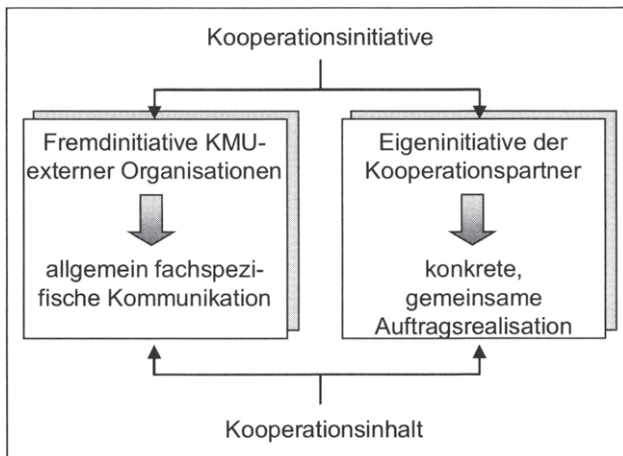 Kooperationsinitiative
Fremdinitiative KMU-
externer Organisationen
allgemein fachspezi-
fische Kommunikation
Eigeninitiative der
Kooperationspartner
konkrete,
gemeinsame
Auftragsrealisation
Kooperationsinhalt